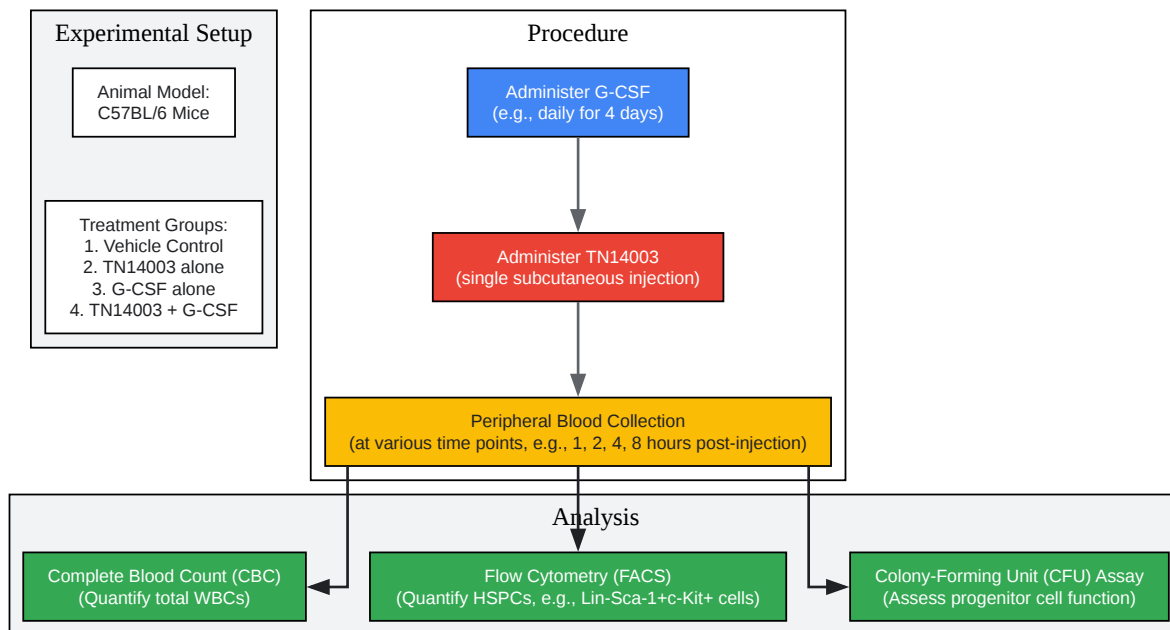 Experimental Setup
Animal Model:
C57BL/6 Mice
Treatment Groups:
1. Vehicle Control
2. TN14003 alone
3. G-CSF alone
4. TN14003 + G-CSF
Procedure
Administer G-CSF
(e.g., daily for 4 days)
Administer TN14003
(single subcutaneous injection)
Peripheral Blood Collection
(at various time points, e.g., 1, 2, 4, 8 hours post-injection)
Analysis
Complete Blood Count (CBC)
(Quantify total WBCs)
Flow Cytometry (FACS)
(Quantify HSPCs, e.g., Lin-Sca-1+c-Kit+ cells)
Colony-Forming Unit (CFU) Assay
(Assess progenitor cell function)